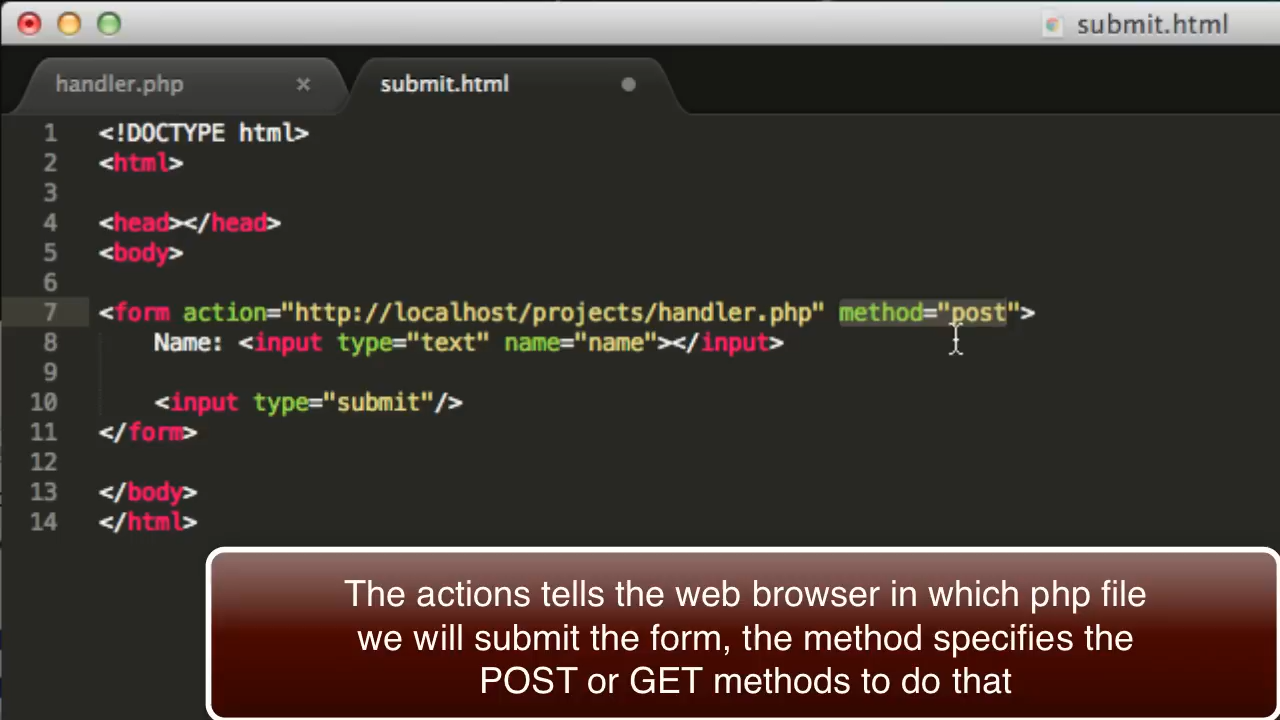 submit.html
handler.php × submit.html
1 <!DOCTYPE html>
2 <html>
3
4 <head></head>
5 <body>
6
7 <form action="http://localhost/projects/handler.php" method="post">
8 Name: <input type="text" name="name"></input>
9
10 <input type="submit"/>
11 </form>
12
13 </body>
14 </html>
The actions tells the web browser in which php file
we will submit the form, the method specifies the
POST or GET methods to do that